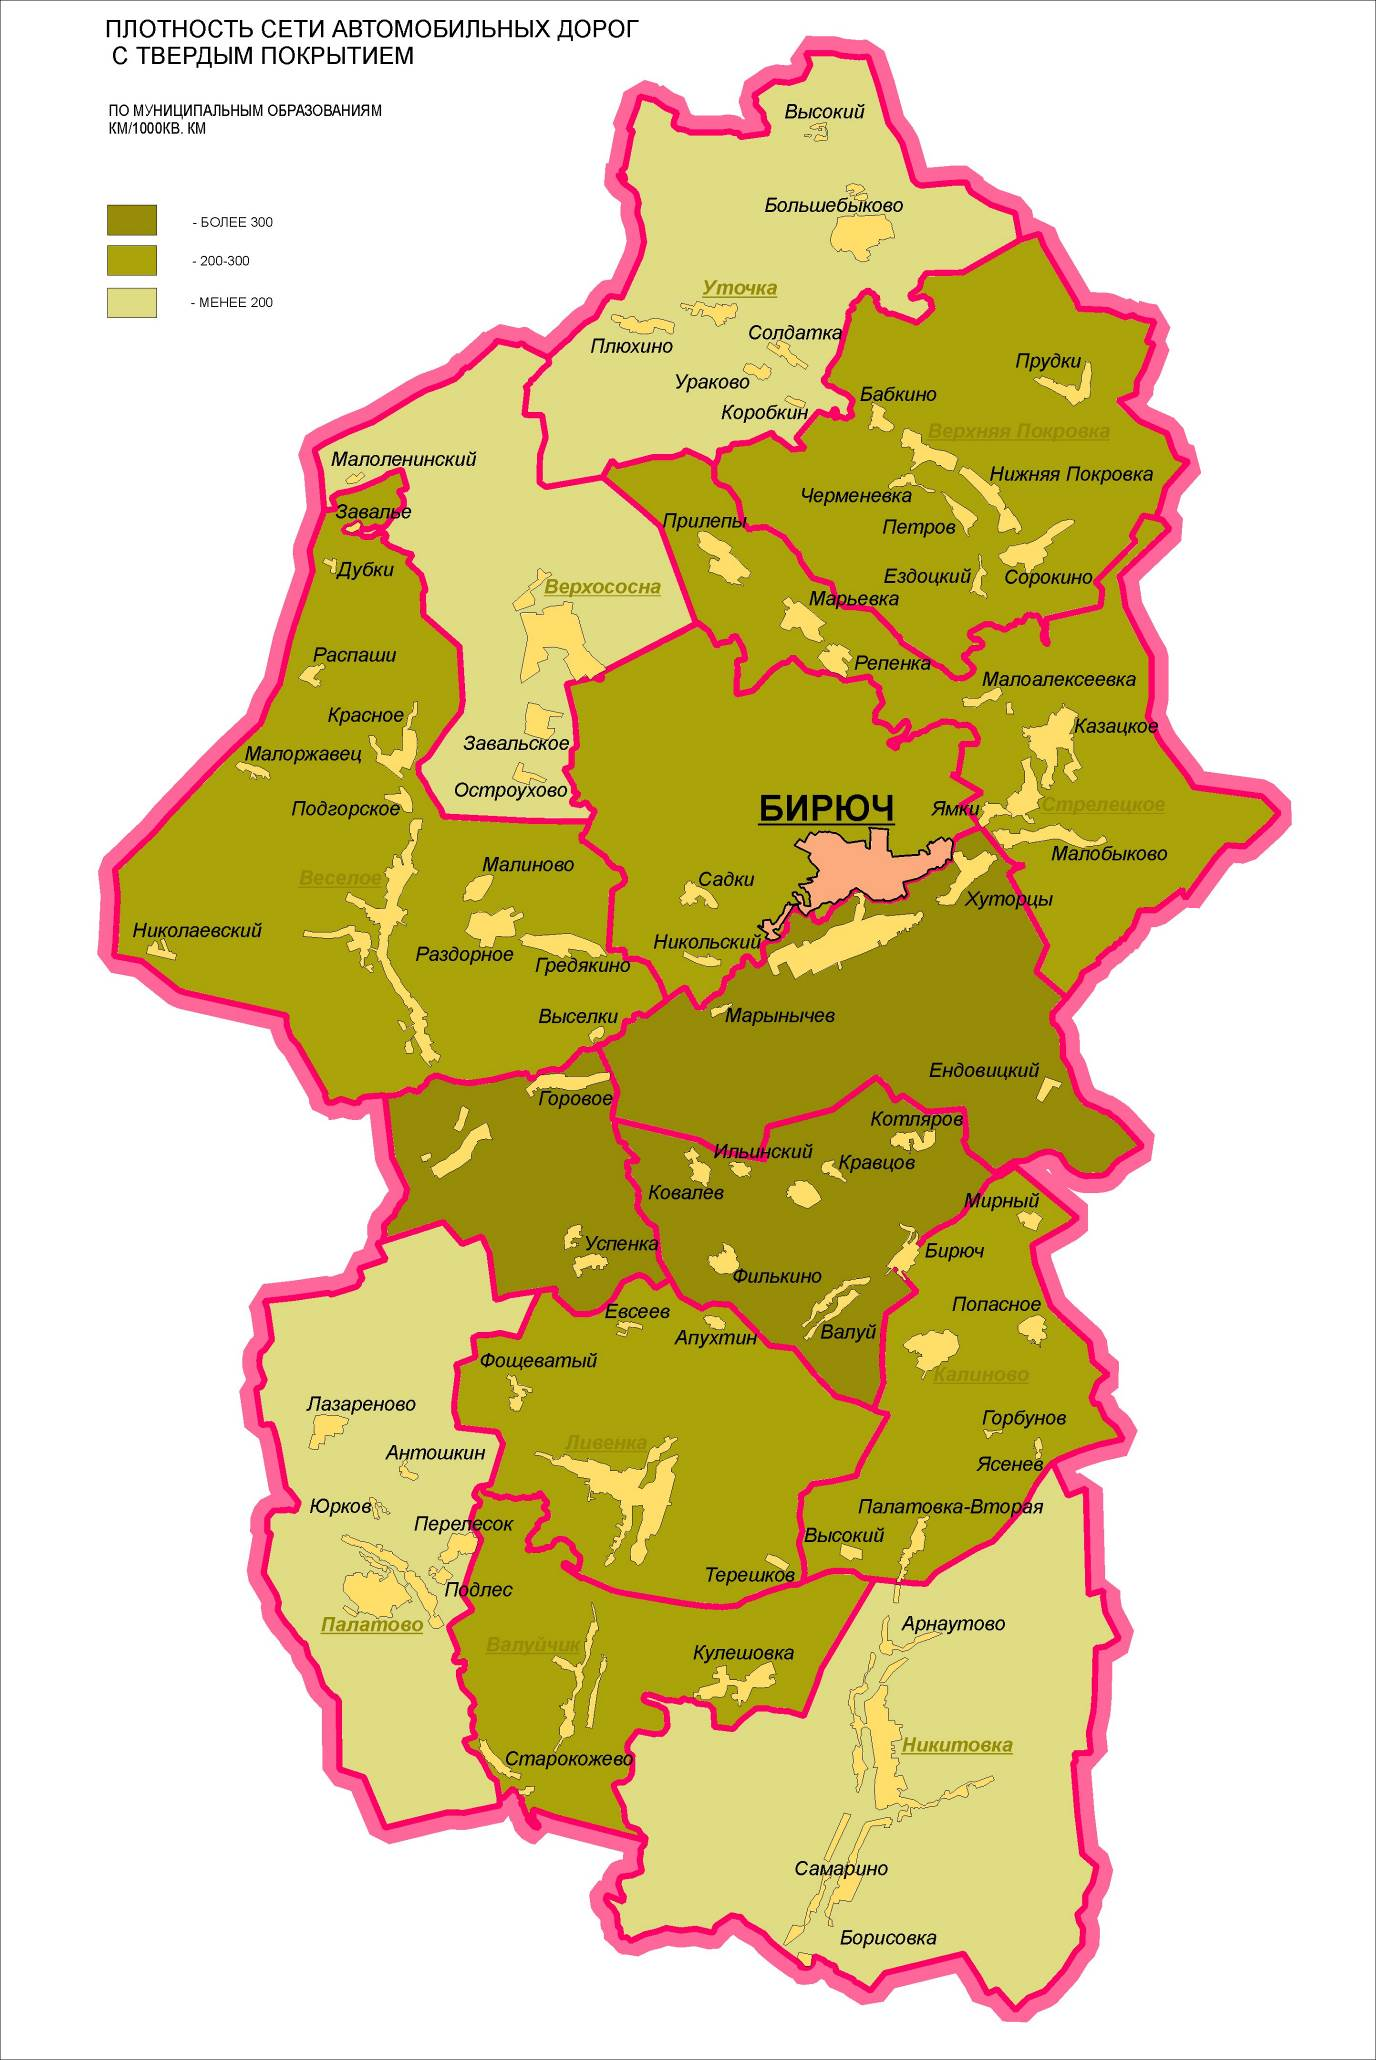 ПЛОТНОСТЬ СЕТИ АВТОМОБИЛЬНЫХ ДОРОГ
С ТВЕРДЫМ ПОКРЫТИЕМ
ПО МУНИЦИПАЛЬНЫМ ОБРАЗОВАНИЯМ
КМ/1000КВ. КМ
- БОЛЕЕ 300
- 200-300
- МЕНЕЕ 200
Высокий
Большебыково
Уточка
Плюхино
Солдатка
Ураково
Коробкин
Прудки
Бабкино
Верхняя Покровка
Нижняя Покровка
Черменевка
Петров
Ездоцкий
Сорокино
Малоленинский
Завалье
Дубки
Прилепы
Верхососна
Марьевка
Репенка
Распаши
Красное
Малоржавец
Подгорское
Завальское
Остроухово
Малоалексеевка
Казацкое
Стрелецкое
Ямки
Малобыково
БИРЮЧ
Садки
Хуторцы
Никольский
Веселое
Малиново
Николаевский
Раздорное
Гредякино
Выселки
Марынычев
Ендовицкий
Горовое
Котляров
Ильинский
Кравцов
Ковалев
Мирный
Успенка
Филькино
Бирюч
Валуй
Попасное
Евсеев
Апухтин
Фощеватый
Калиново
Лазареново
Горбунов
Антошкин
Ливенка
Ясенев
Юрков
Перелесок
Палатовка-Вторая
Высокий
Терешков
Подлес
Палатово
Валуйчик
Кулешовка
Арнаутово
Никитовка
Старокожево
Самарино
Борисовка